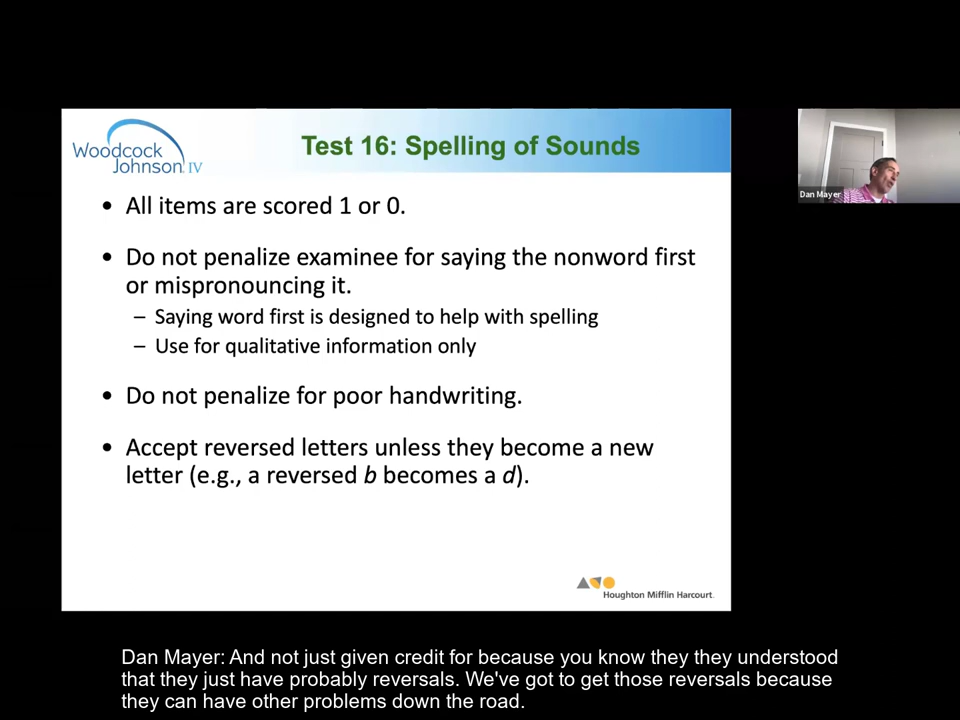 Woodcock
Johnson IV
Test 16: Spelling of Sounds
• All items are scored 1 or 0.
• Do not penalize examinee for saying the nonword first
or mispronouncing it.
– Saying word first is designed to help with spelling
– Use for qualitative information only
• Do not penalize for poor handwriting.
• Accept reversed letters unless they become a new
letter (e.g., a reversed b becomes a d).
Houghton Mifflin Harcourt.
Dan Mayer
Dan Mayer: And not just given credit for because you know they they understood
that they just have probably reversals. We've got to get those reversals because
they can have other problems down the road.